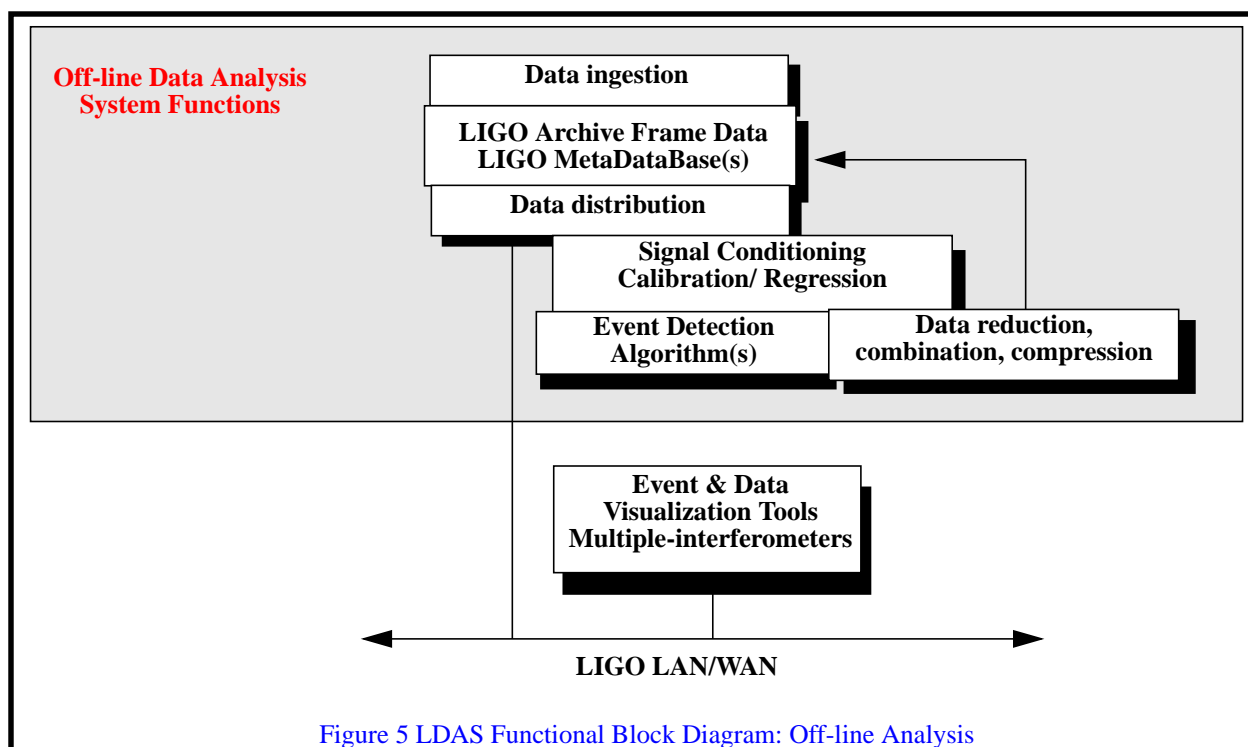 Off-line Data Analysis
System Functions
Data ingestion
LIGO Archive Frame Data
LIGO MetaDataBase(s)
Data distribution
Signal Conditioning
Calibration/ Regression
Event Detection
Algorithm(s)
Data reduction,
combination, compression
Event & Data
Visualization Tools
Multiple-interferometers
LIGO LAN/WAN
Figure 5 LDAS Functional Block Diagram: Off-line Analysis